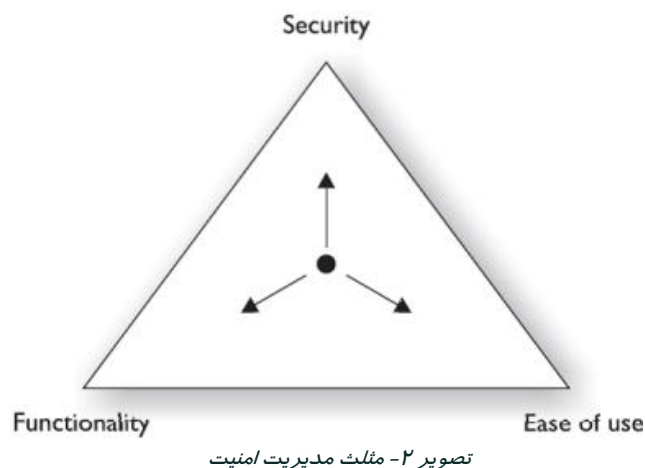 Security
Functionality
Ease of use
تصویر ۲- مثلث مدیریت امنیت